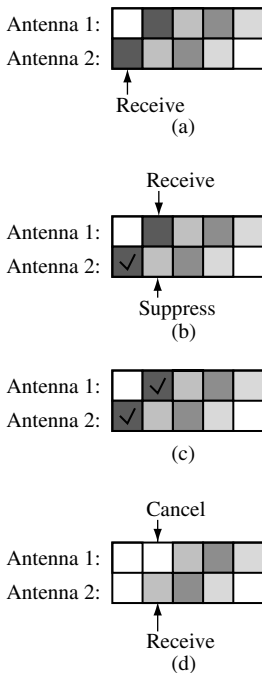 Antenna 1:
Antenna 2:
Receive
(a)
Receive
Antenna 1:
Antenna 2:
Suppress
(b)
Antenna 1:
Antenna 2:
(c)
Cancel
Antenna 1:
Antenna 2:
Receive
(d)